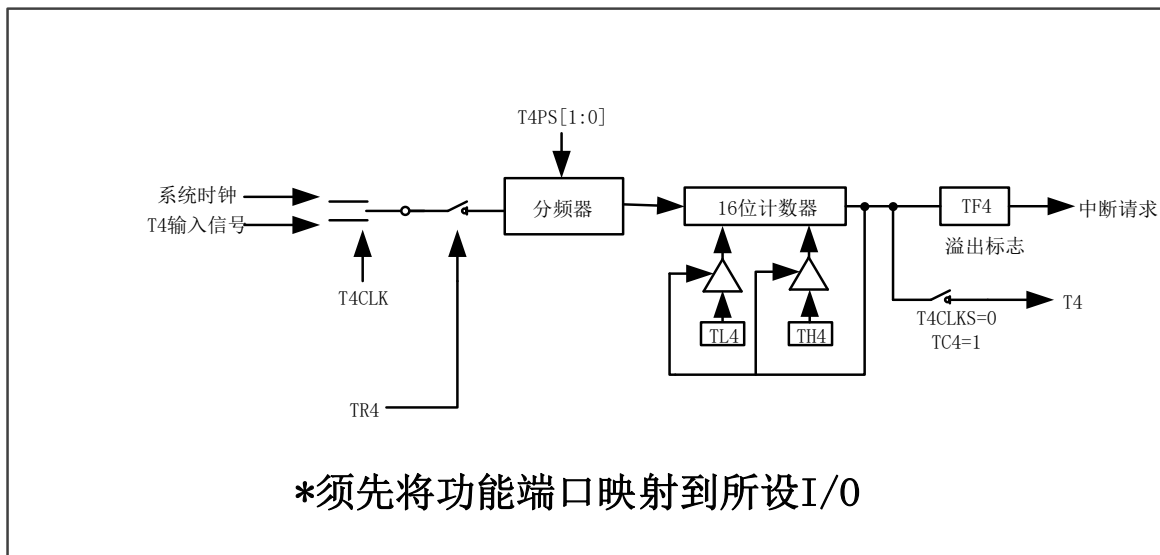 T4PS[1:0]
系统时钟
T4输入信号
分频器
16位计数器
TF4
中断请求
溢出标志
T4CLK
TL4
TH4
T4
T4CLKS=0
TC4=1
TR4
*须先将功能端口映射到所设I/O